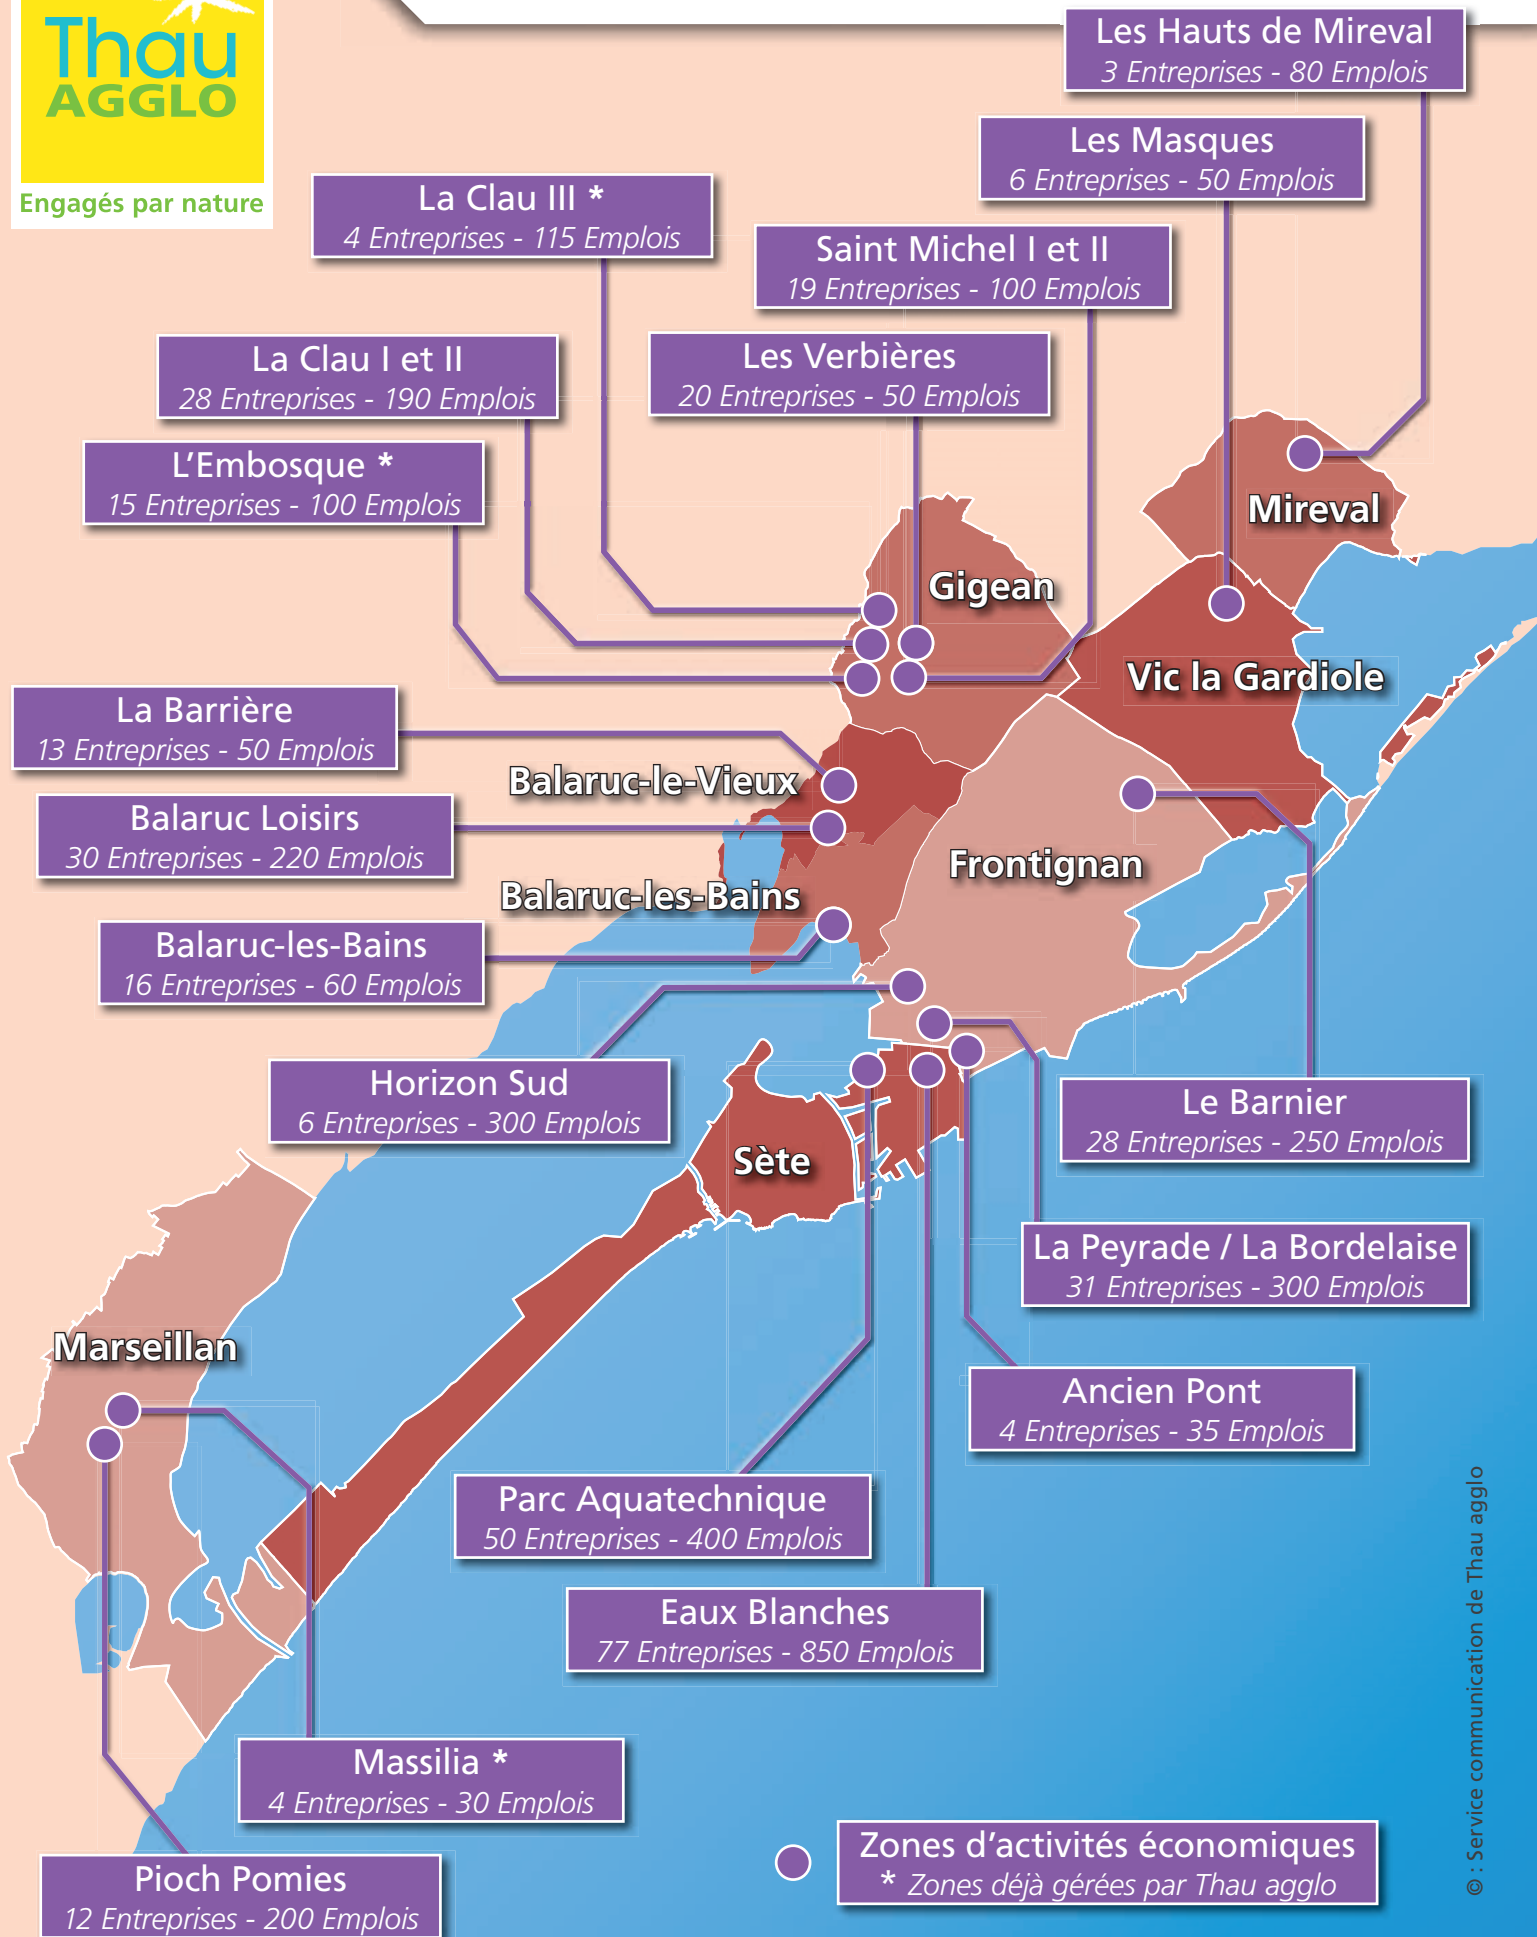 Thau
AGGLO
Engagés par nature
Les Hauts de Mireval
3 Entreprises - 80 Emplois
Les Masques
6 Entreprises - 50 Emplois
La Clau III *
4 Entreprises - 115 Emplois
Saint Michel I et II
19 Entreprises - 100 Emplois
La Clau I et II
28 Entreprises - 190 Emplois
Les Verbières
20 Entreprises - 50 Emplois
L'Embosque *
15 Entreprises - 100 Emplois
Mireval
Gigean
Vic la Gardiole
La Barrière
13 Entreprises - 50 Emplois
Balaruc-le-Vieux
Balaruc Loisirs
30 Entreprises - 220 Emplois
Frontignan
Balaruc-les-Bains
Balaruc-les-Bains
16 Entreprises - 60 Emplois
Horizon Sud
6 Entreprises - 300 Emplois
Le Barnier
28 Entreprises - 250 Emplois
Sète
La Peyrade / La Bordelaise
31 Entreprises - 300 Emplois
Marseillan
Ancien Pont
4 Entreprises - 35 Emplois
Parc Aquatechnique
50 Entreprises - 400 Emplois
Eaux Blanches
77 Entreprises - 850 Emplois
Massilia *
4 Entreprises - 30 Emplois
Pioch Pomies
12 Entreprises - 200 Emplois
Zones d'activités économiques
* Zones déjà gérées par Thau agglo
© : Service communication de Thau agglo